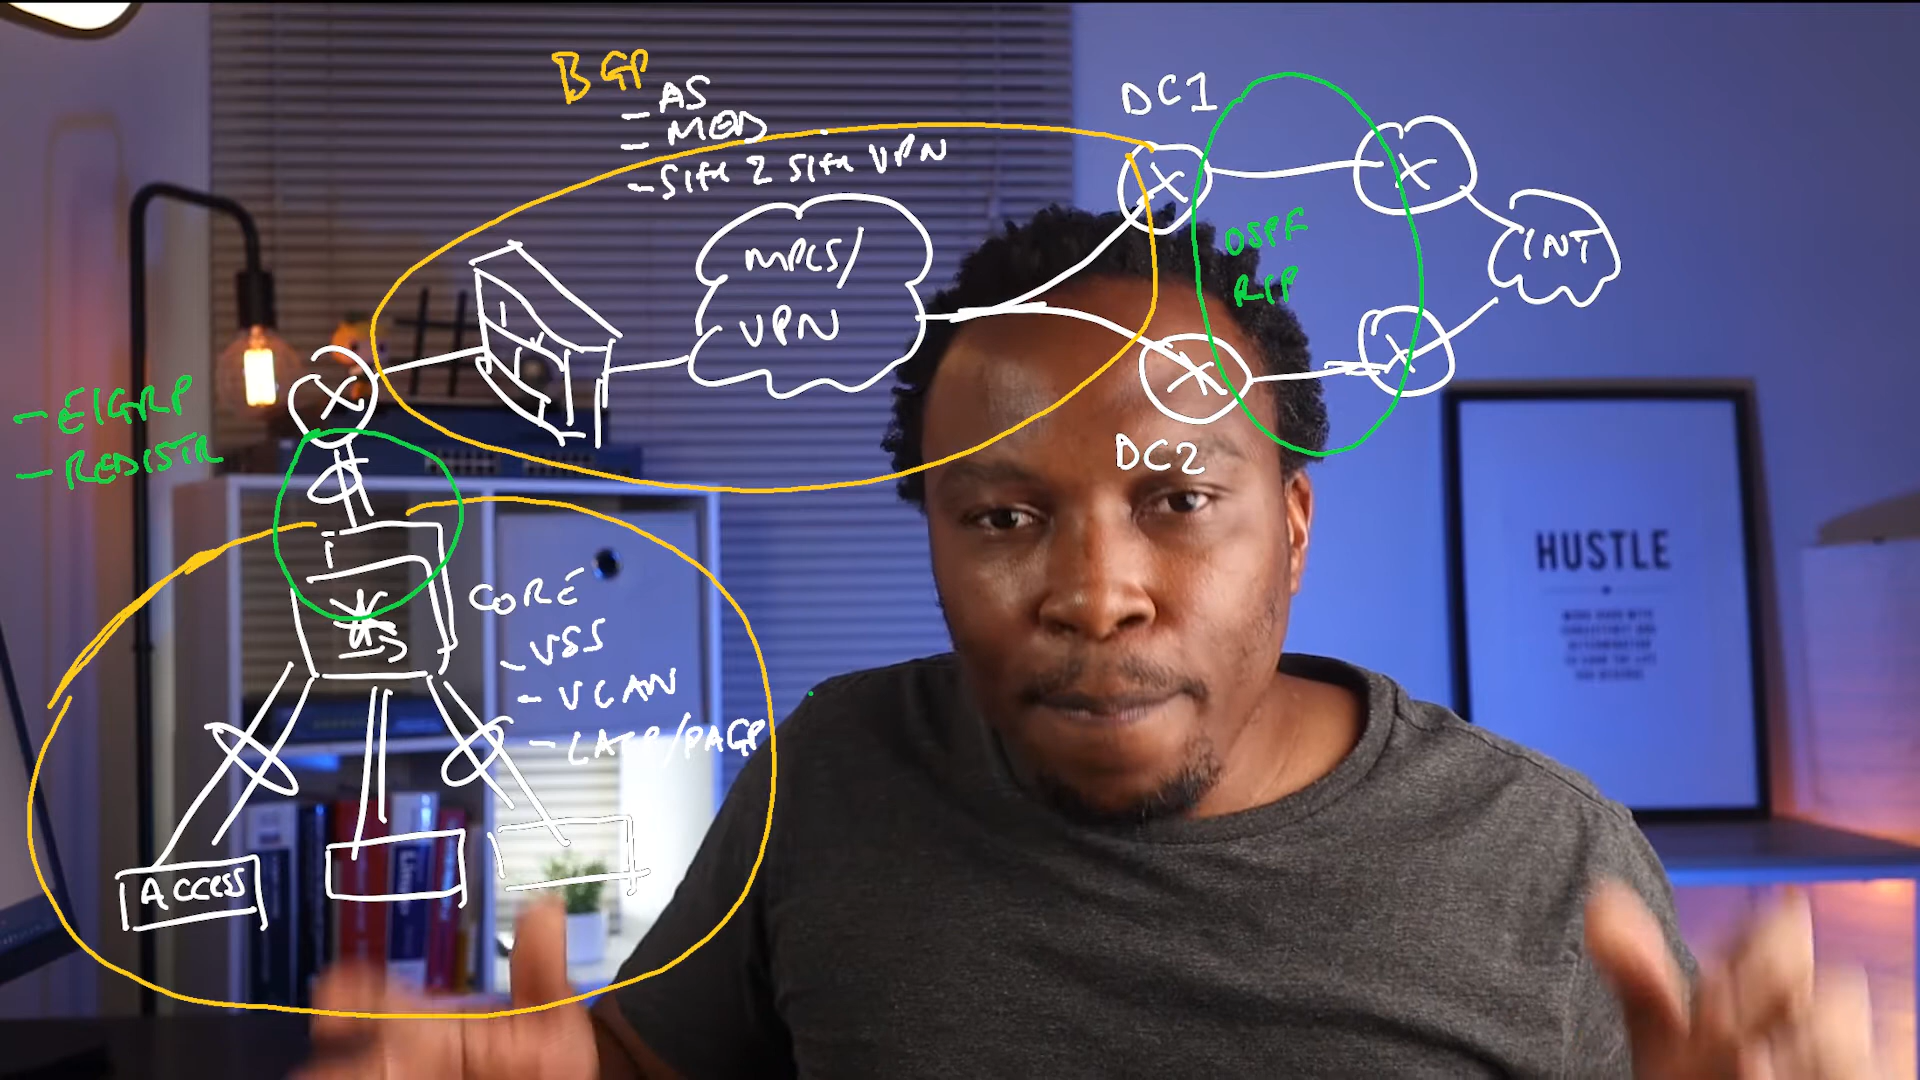 BGP
- AS
- MED
- Site 2 Site VPN
DC1
MPLS/
VPN
OSPF
RIP
INT
DC2
- EIGRP
- REDISTR
CORE
- VSS
- VLAN
- LACP/PAGP
ACCESS
HUSTLE